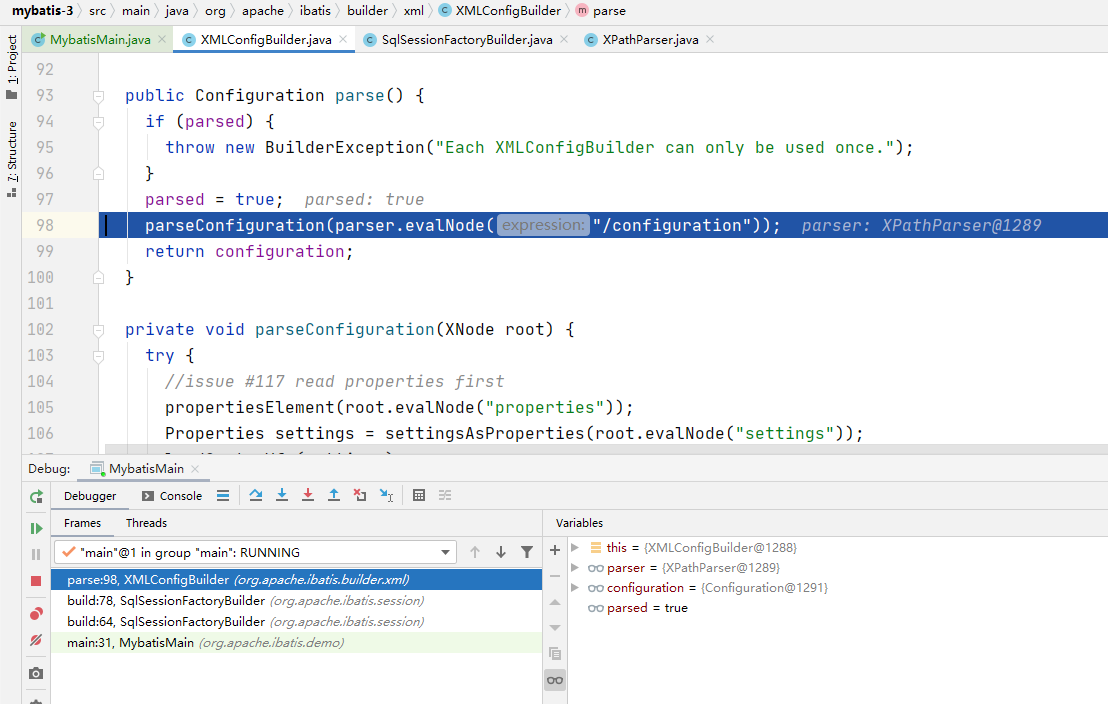 mybatis-3 src main java org apache ibatis builder xml C XMLConfigBuilder m parse
1: Project
7: Structure
C MybatisMain.java C XMLConfigBuilder.java C SqlSessionFactoryBuilder.java C XPathParser.java
92
93 public Configuration parse() {
94 if (parsed) {
95 throw new BuilderException("Each XMLConfigBuilder can only be used once.");
96 }
97 parsed = true; parsed: true
98 parseConfiguration(parser.evalNode( expression: "/configuration")); parser: XPathParser@1289
99 return configuration;
100 }
101
102 private void parseConfiguration(XNode root) {
103 try {
104 //issue #117 read properties first
105 propertiesElement(root.evalNode("properties"));
106 Properties settings = settingsAsProperties(root.evalNode("settings"));
Debug: MybatisMain
Debugger Console
Frames Threads
"main"@1 in group "main": RUNNING
parse:98, XMLConfigBuilder (org.apache.ibatis.builder.xml)
build:78, SqlSessionFactoryBuilder (org.apache.ibatis.session)
build:64, SqlSessionFactoryBuilder (org.apache.ibatis.session)
main:31, MybatisMain (org.apache.ibatis.demo)
Variables
this = {XMLConfigBuilder@1288}
parser = {XPathParser@1289}
configuration = {Configuration@1291}
parsed = true